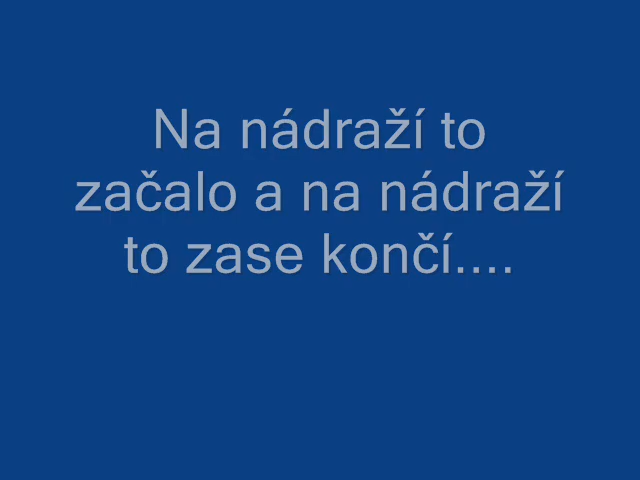 Na nádraží to
začalo a na nádraží
to zase končí....